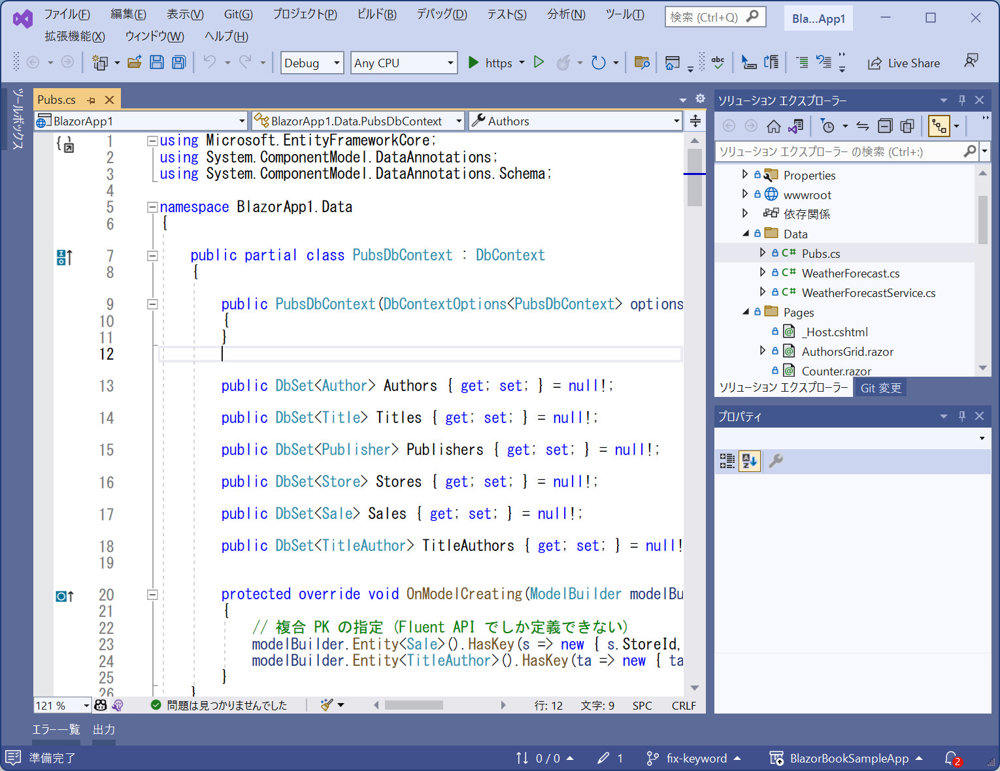 ファイル(F) 編集(E) 表示(V) Git(G) プロジェクト(P) ビルド(B) デバッグ(D) テスト(S) 分析(N) ツール(T) 検索 (Ctrl+Q) Bla...App1
拡張機能(X) ウィンドウ(W) ヘルプ(H)
Debug Any CPU https abc Live Share
ツールボックス
Pubs.cs
BlazorApp1 BlazorApp1.Data.PubsDbContext Authors
1 using Microsoft.EntityFrameworkCore;
2 using System.ComponentModel.DataAnnotations;
3 using System.ComponentModel.DataAnnotations.Schema;
4
5 namespace BlazorApp1.Data
6 {
7 public partial class PubsDbContext : DbContext
8 {
9 public PubsDbContext(DbContextOptions<PubsDbContext> options
10 {
11 }
12
13 public DbSet<Author> Authors { get; set; } = null!;
14 public DbSet<Title> Titles { get; set; } = null!;
15 public DbSet<Publisher> Publishers { get; set; } = null!;
16 public DbSet<Store> Stores { get; set; } = null!;
17 public DbSet<Sale> Sales { get; set; } = null!;
18 public DbSet<TitleAuthor> TitleAuthors { get; set; } = null!
19
20 protected override void OnModelCreating(ModelBuilder modelBu
21 {
22 // 複合 PK の指定 (Fluent API でしか定義できない)
23 modelBuilder.Entity<Sale>().HasKey(s => new { s.StoreId,
24 modelBuilder.Entity<TitleAuthor>().HasKey(ta => new { ta
25 }
26 }
121 % 問題は見つかりませんでした 行: 12 文字: 9 SPC CRLF
ソリューション エクスプローラー
ソリューション エクスプローラー の検索 (Ctrl+:)
Properties
wwwroot
依存関係
Data
C# Pubs.cs
C# WeatherForecast.cs
C# WeatherForecastService.cs
Pages
_Host.cshtml
AuthorsGrid.razor
Counter.razor
ソリューション エクスプローラー Git 変更
プロパティ
エラー一覧 出力
準備完了 0 / 0 1 fix-keyword BlazorBookSampleApp 2